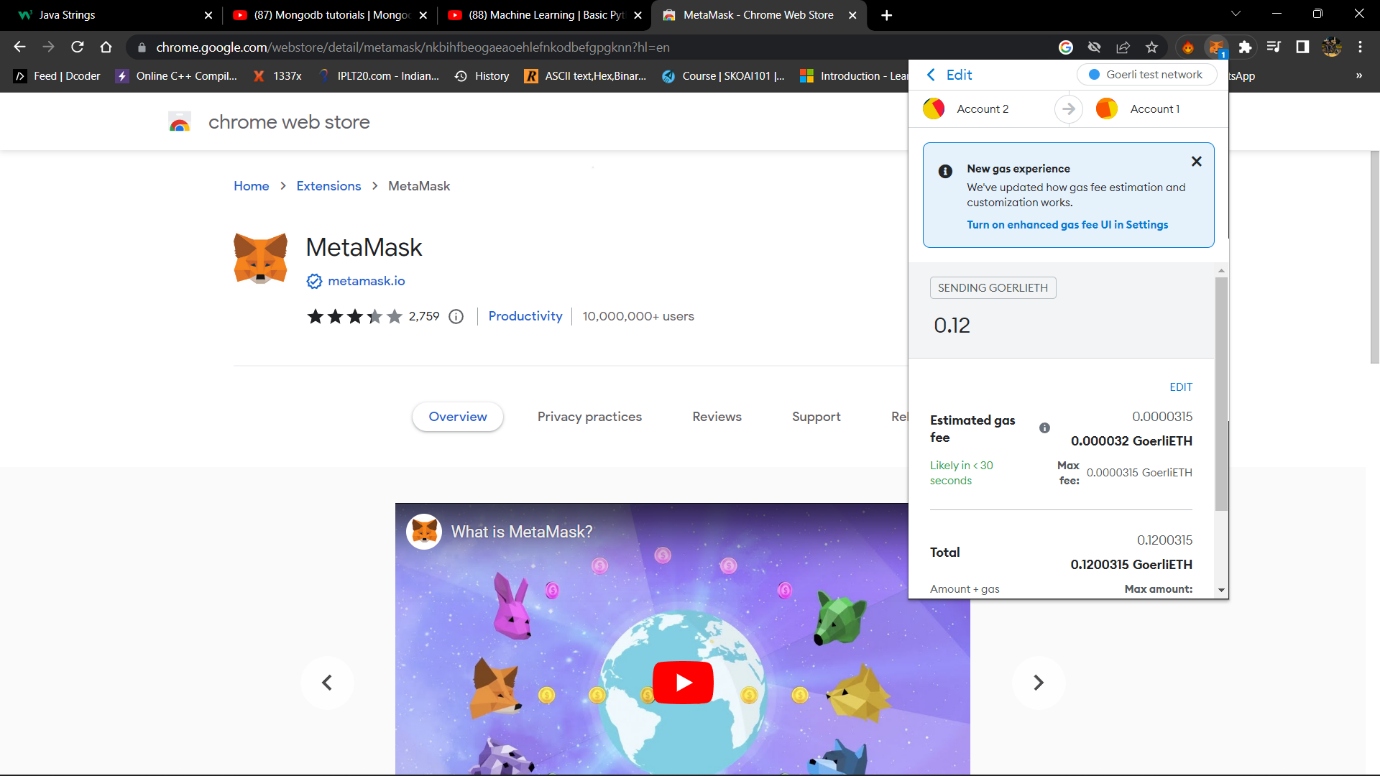 Java Strings
(87) Mongodb tutorials | Mongo
(88) Machine Learning | Basic Pyt
MetaMask - Chrome Web Store
chrome.google.com/webstore/detail/metamask/nkbihfbeogaeaoehlefnkodbefgpgknn?hl=en
1
Feed | Dcoder
Online C++ Compil...
1337x
IPLT20.com - Indian...
History
ASCII text,Hex,Binar...
Course | SKOAI101 |...
Introduction - Lear
tsApp
»
chrome web store
Home > Extensions > MetaMask
MetaMask
metamask.io
2,759
Productivity
10,000,000+ users
Overview
Privacy practices
Reviews
Support
Rel
What is MetaMask?
Edit
Goerli test network
Account 2
Account 1
New gas experience
We've updated how gas fee estimation and
customization works.
Turn on enhanced gas fee UI in Settings
SENDING GOERLIETH
0.12
EDIT
Estimated gas
fee
0.0000315
0.000032 GoerliETH
Likely in < 30
seconds
Max
fee:
0.0000315 GoerliETH
Total
0.1200315
0.1200315 GoerliETH
Amount + gas
Max amount: